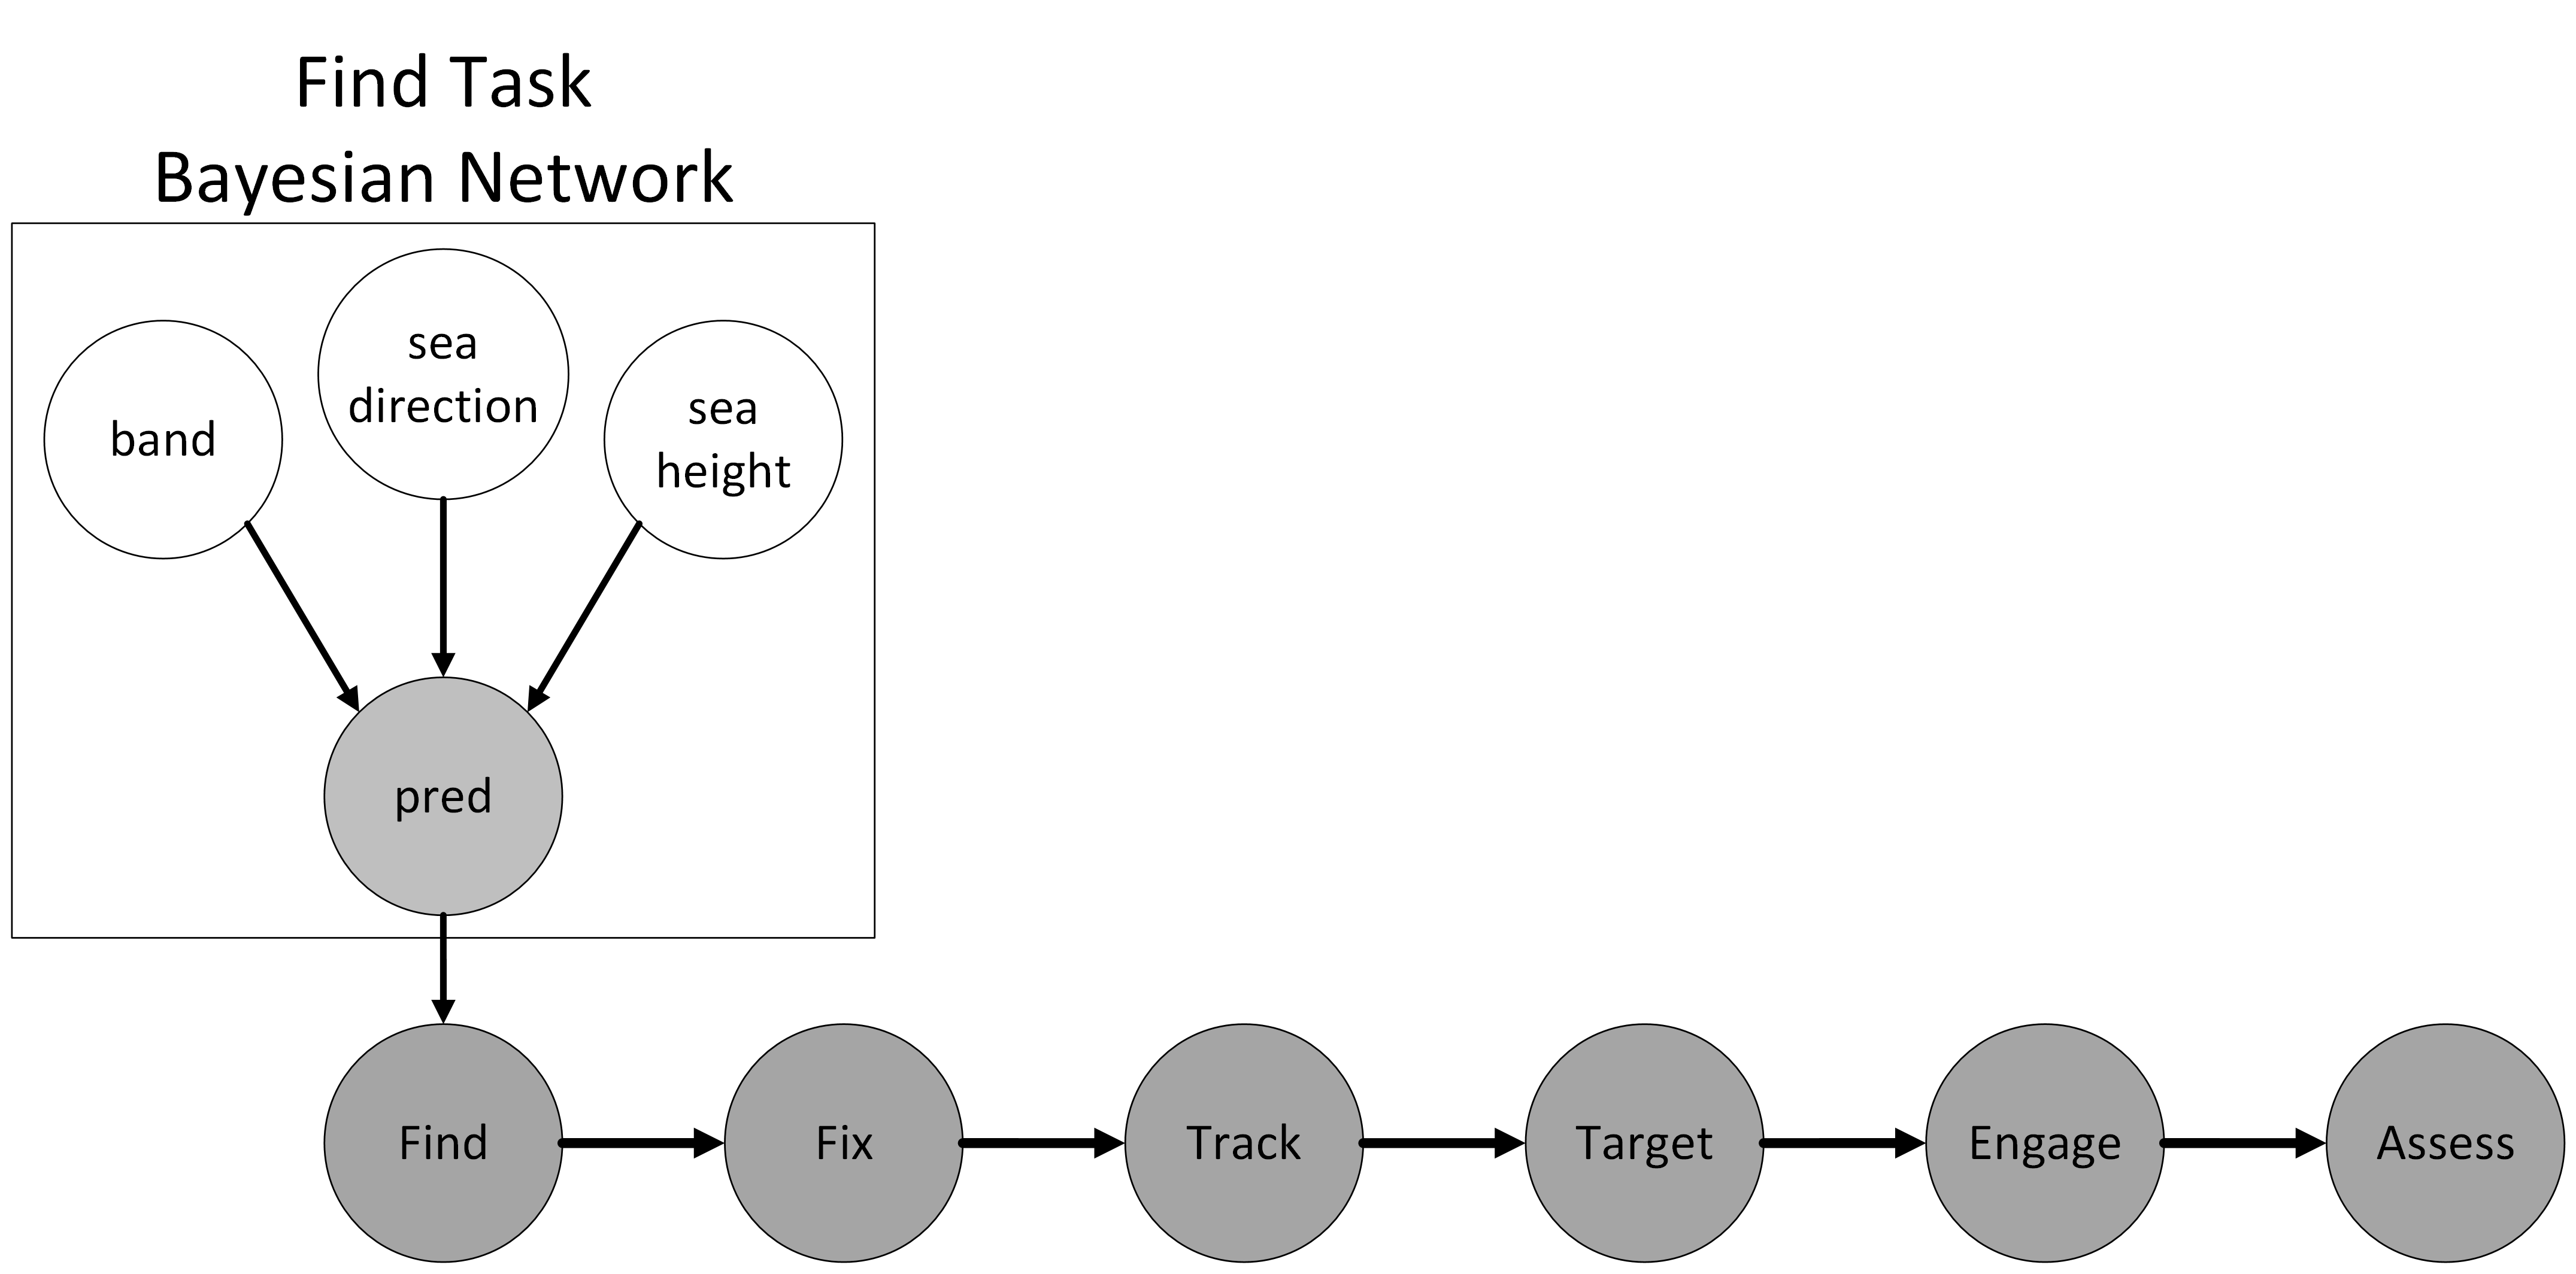 Find Task
Bayesian Network
band
sea
direction
sea
height
pred
Find
Fix
Track
Target
Engage
Assess